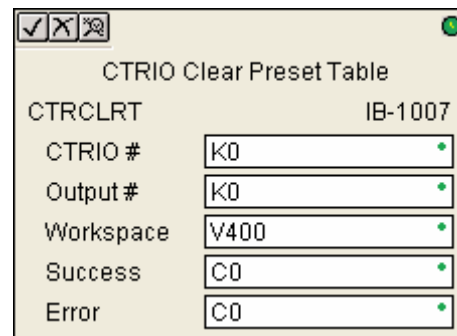 CTRIO Clear Preset Table
CTRCLRT IB-1007
CTRIO # K0
Output # K0
Workspace V400
Success C0
Error C0